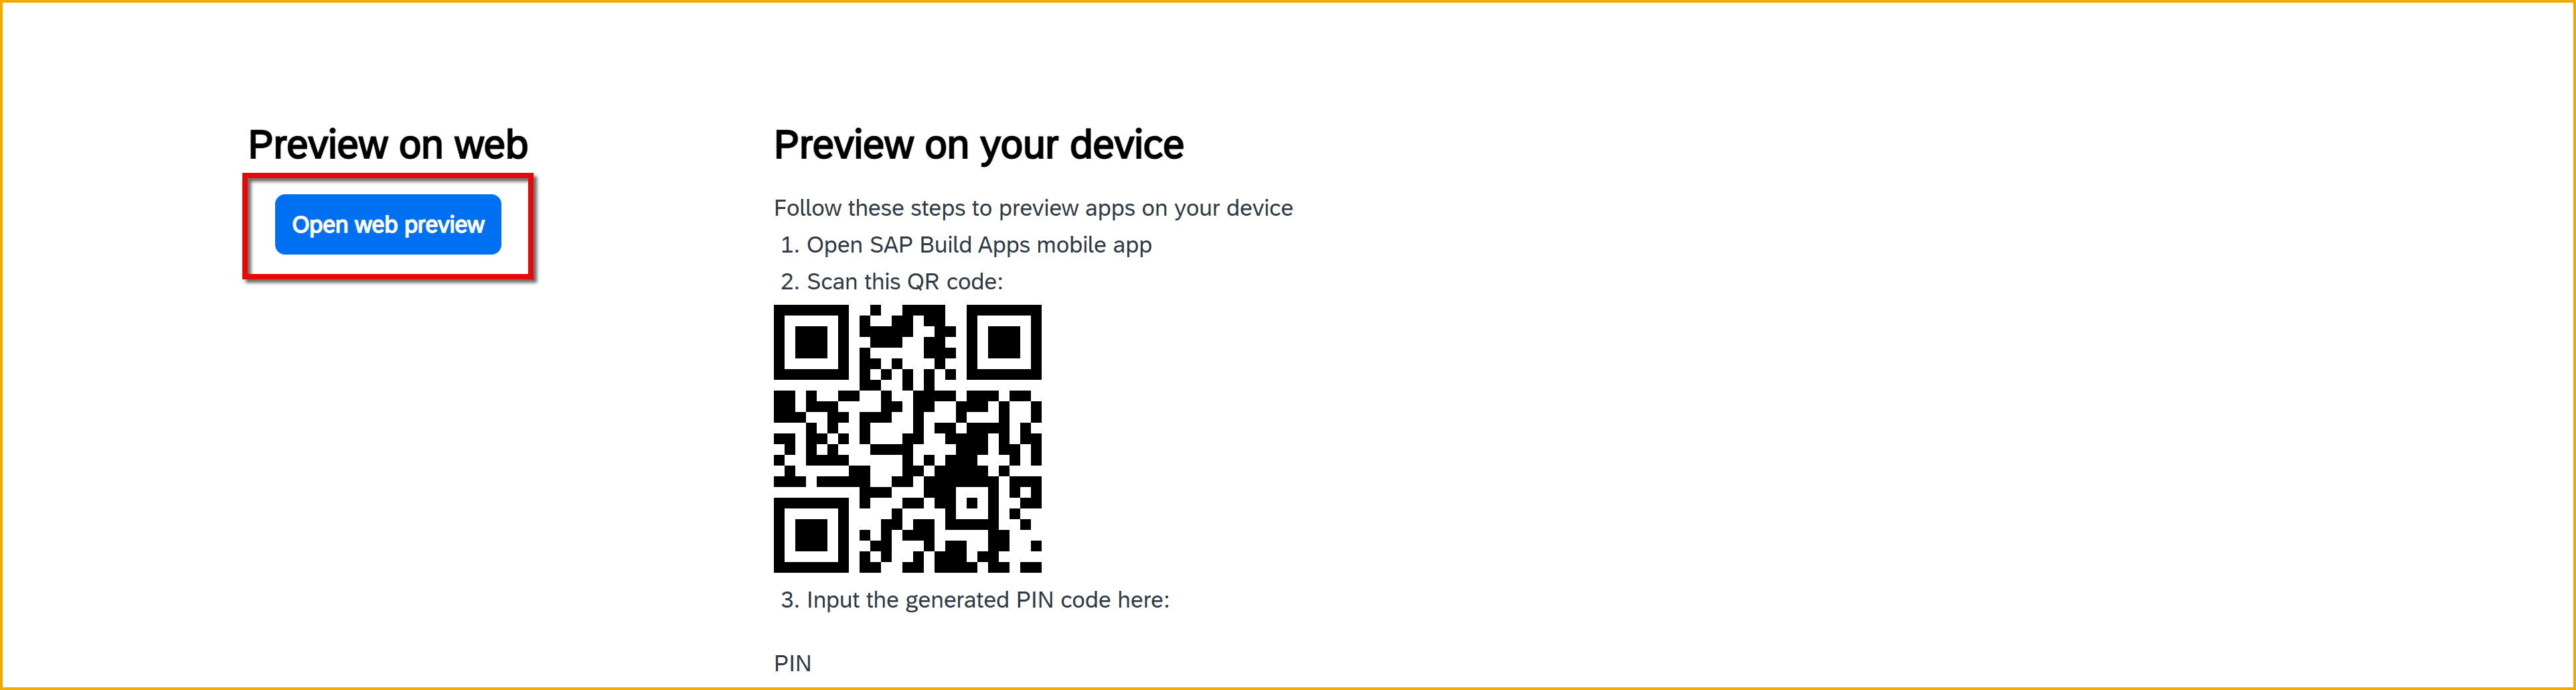 Preview on web
Open web preview
Preview on your device
Follow these steps to preview apps on your device
1. Open SAP Build Apps mobile app
2. Scan this QR code:
3. Input the generated PIN code here:
PIN